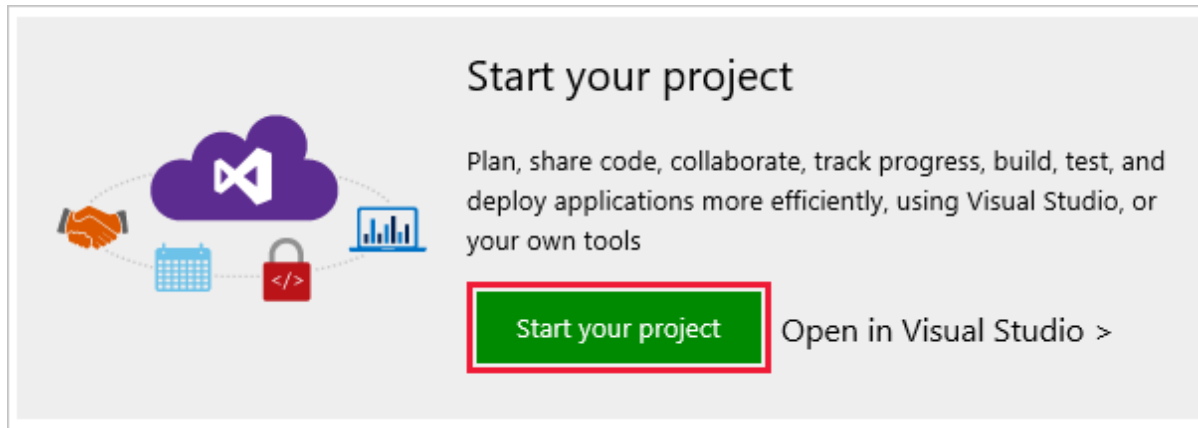 Start your project
Plan, share code, collaborate, track progress, build, test, and
deploy applications more efficiently, using Visual Studio, or
your own tools
</>
Start your project
Open in Visual Studio >